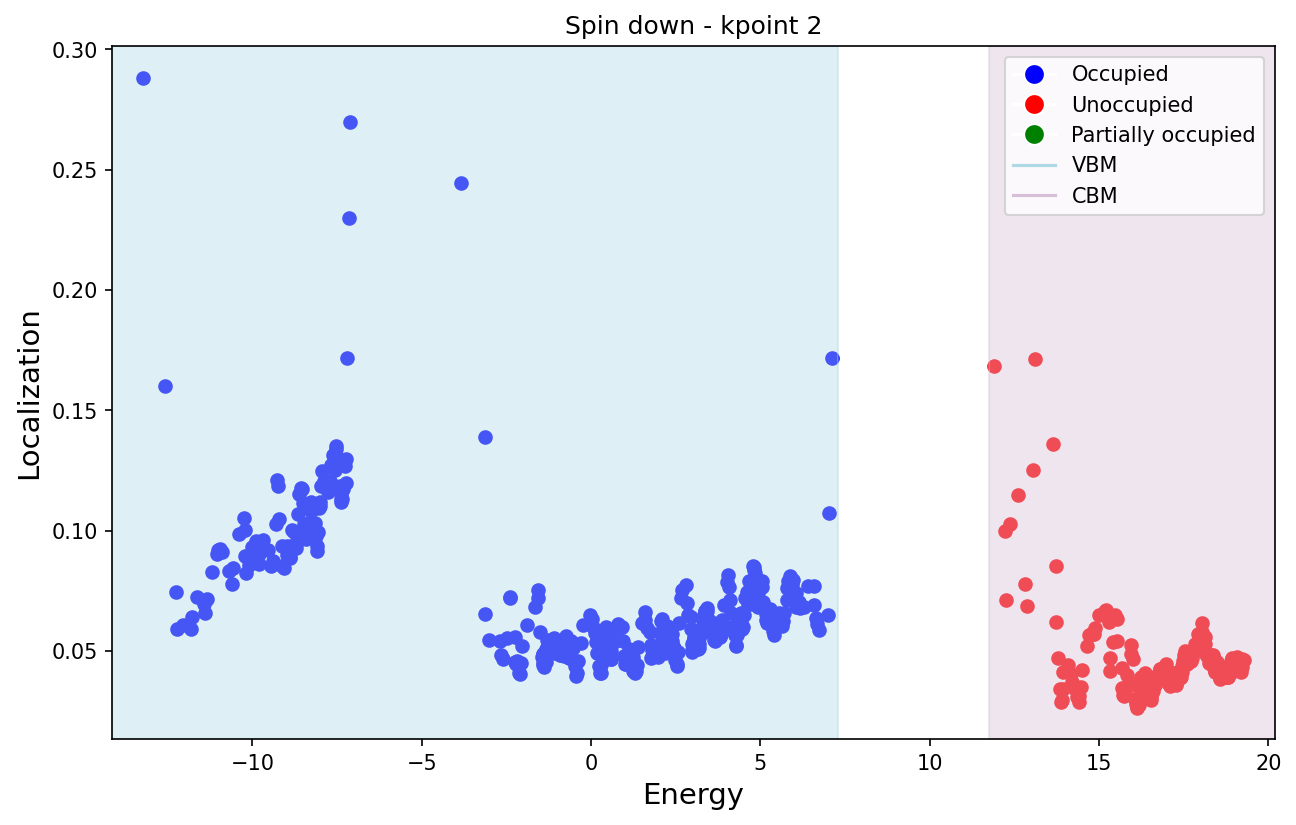 Spin down - kpoint 2
0.30
0.25
0.20
0.15
0.10
0.05
Localization
Occupied
Unoccupied
Partially occupied
VBM
CBM
−10
−5
0
5
10
15
20
Energy